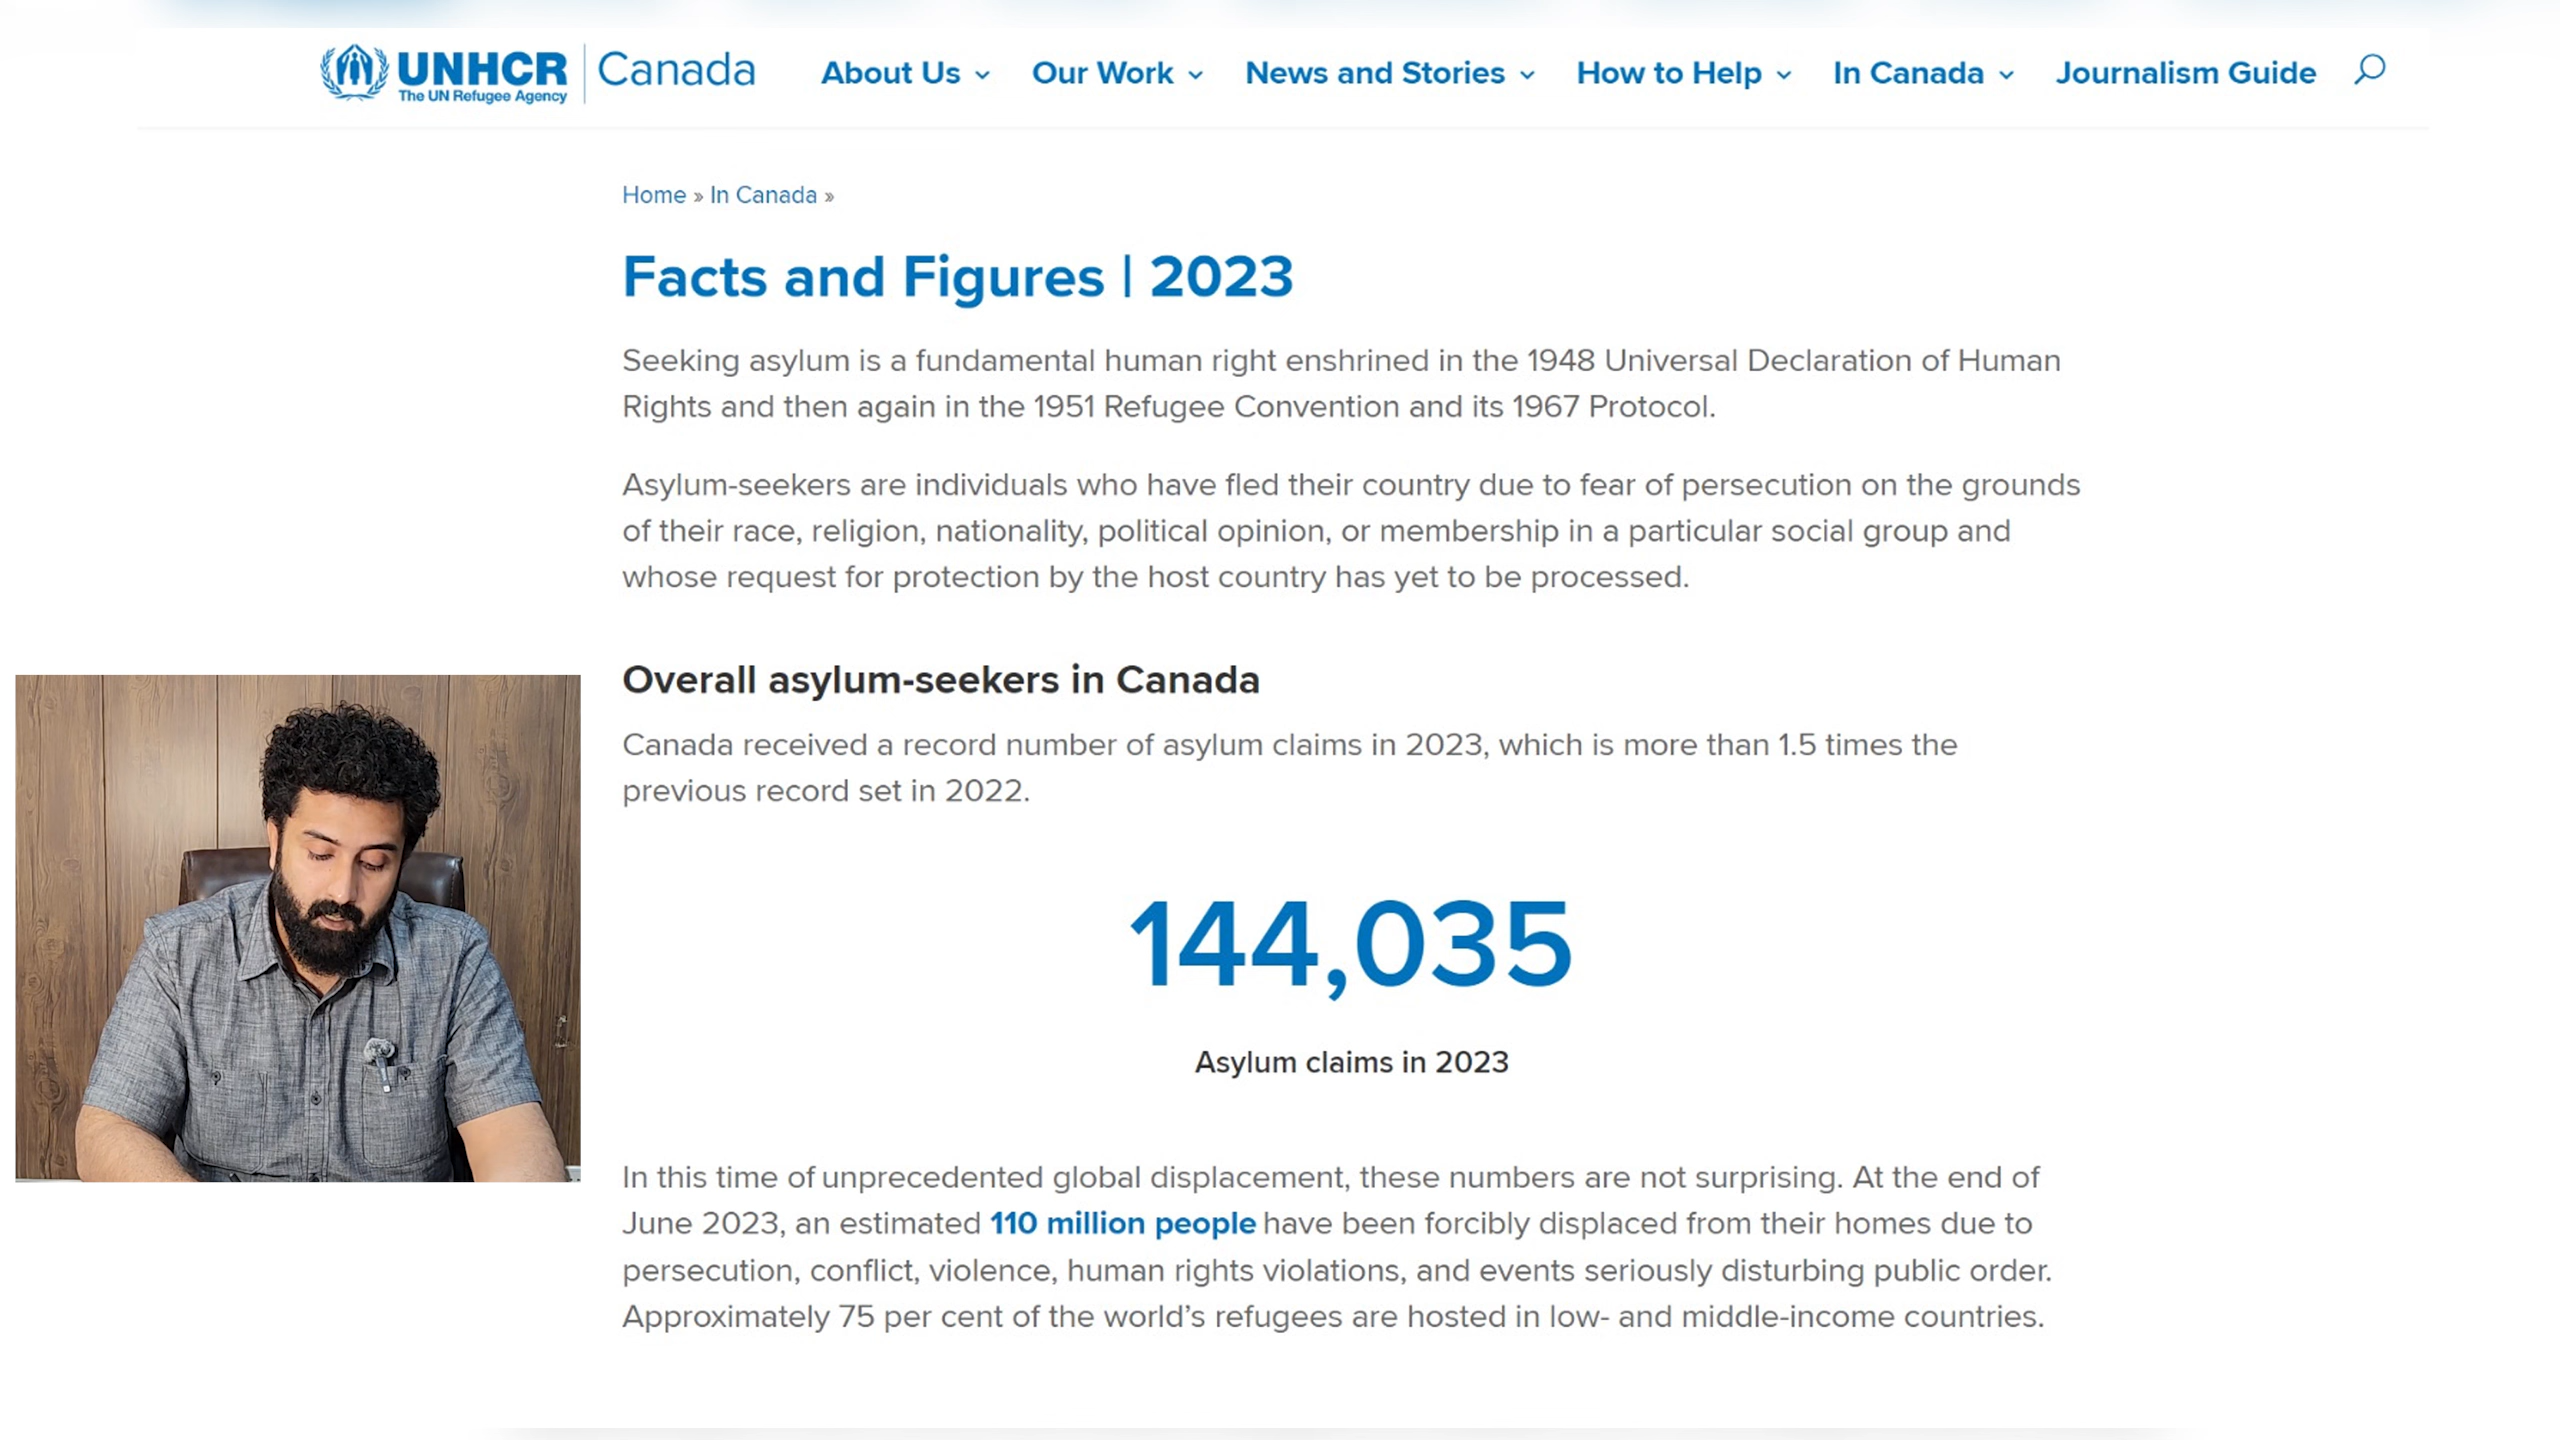 UNHCR
The UN Refugee Agency
Canada
About Us
Our Work
News and Stories
How to Help
In Canada
Journalism Guide
Home » In Canada »
Facts and Figures | 2023
Seeking asylum is a fundamental human right enshrined in the 1948 Universal Declaration of Human
Rights and then again in the 1951 Refugee Convention and its 1967 Protocol.
Asylum-seekers are individuals who have fled their country due to fear of persecution on the grounds
of their race, religion, nationality, political opinion, or membership in a particular social group and
whose request for protection by the host country has yet to be processed.
Overall asylum-seekers in Canada
Canada received a record number of asylum claims in 2023, which is more than 1.5 times the
previous record set in 2022.
144,035
Asylum claims in 2023
In this time of unprecedented global displacement, these numbers are not surprising. At the end of
June 2023, an estimated 110 million people have been forcibly displaced from their homes due to
persecution, conflict, violence, human rights violations, and events seriously disturbing public order.
Approximately 75 per cent of the world’s refugees are hosted in low- and middle-income countries.